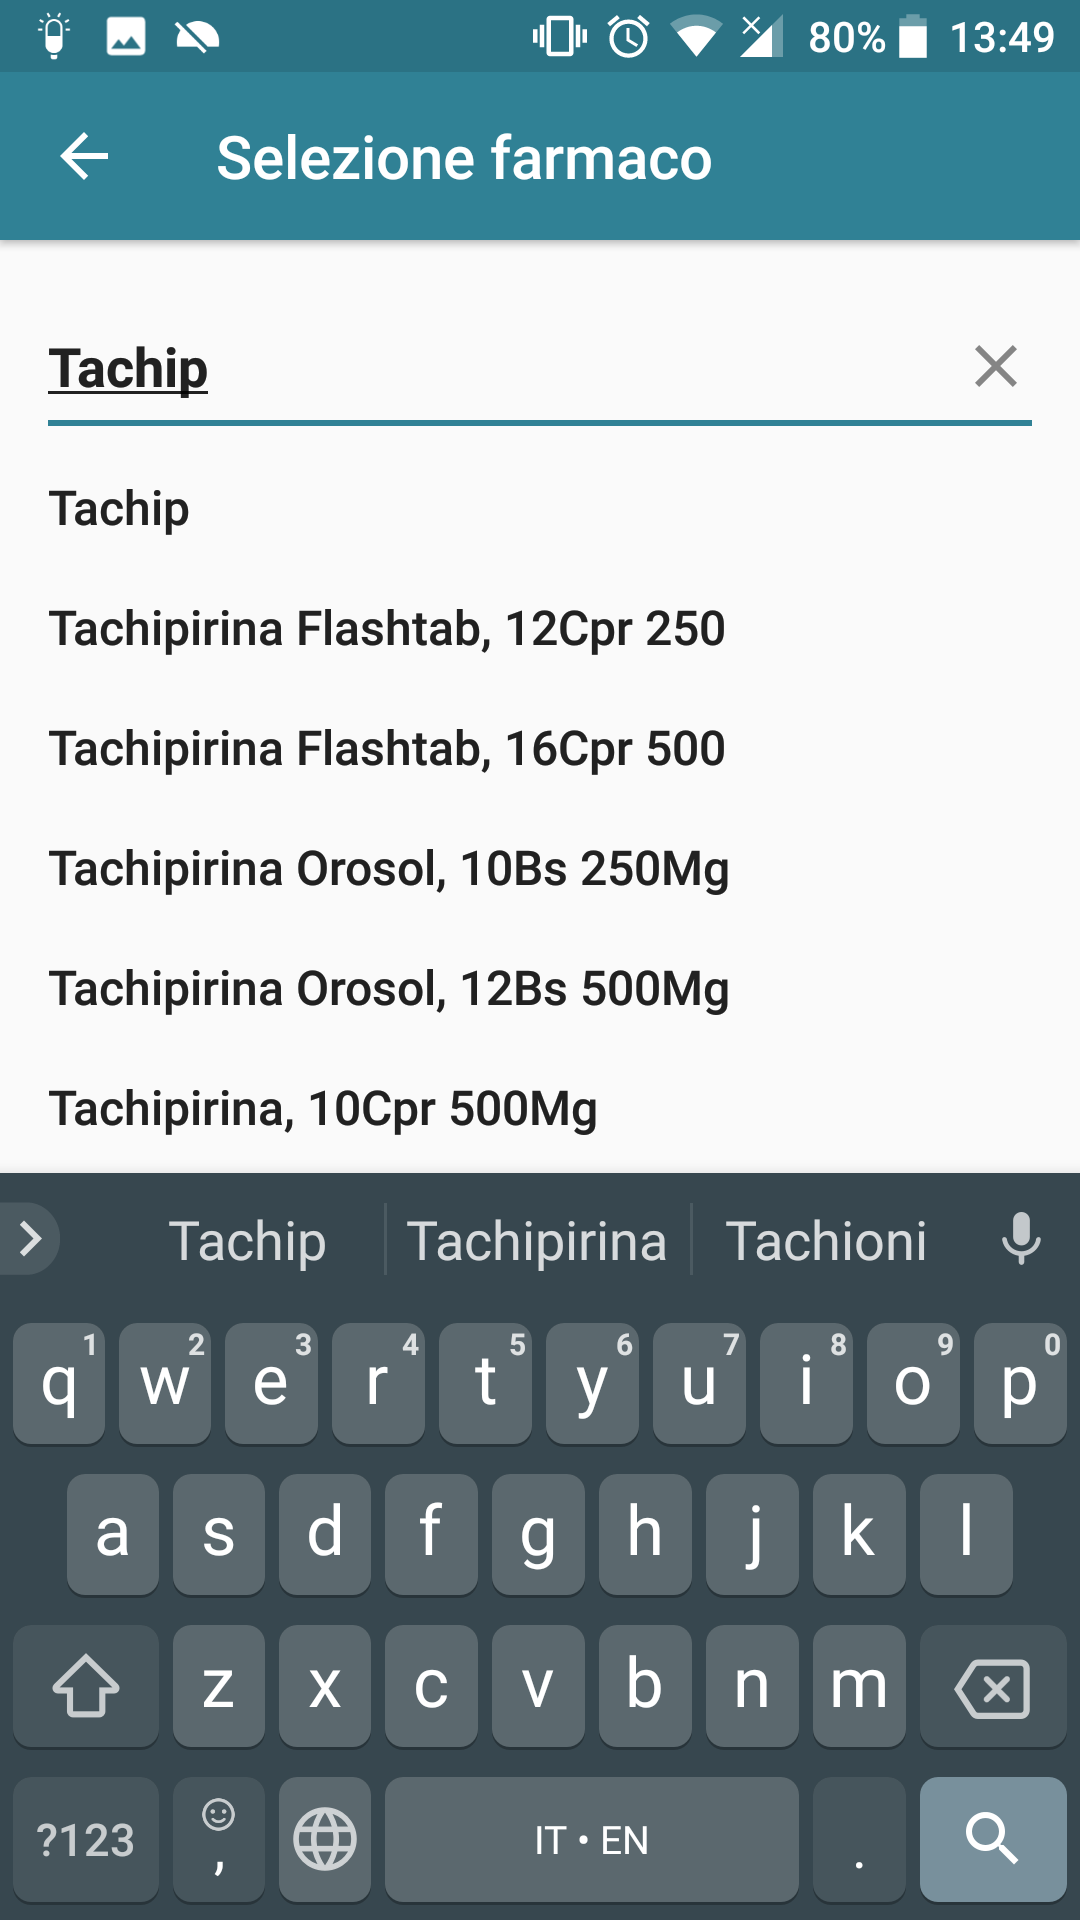 80% 13:49
Selezione farmaco
Tachip
Tachip
Tachipirina Flashtab, 12Cpr 250
Tachipirina Flashtab, 16Cpr 500
Tachipirina Orosol, 10Bs 250Mg
Tachipirina Orosol, 12Bs 500Mg
Tachipirina, 10Cpr 500Mg
Tachip Tachipirina Tachioni
1 2 3 4 5 6 7 8 9 0
q w e r t y u i o p
a s d f g h j k l
z x c v b n m
?123 , IT • EN .